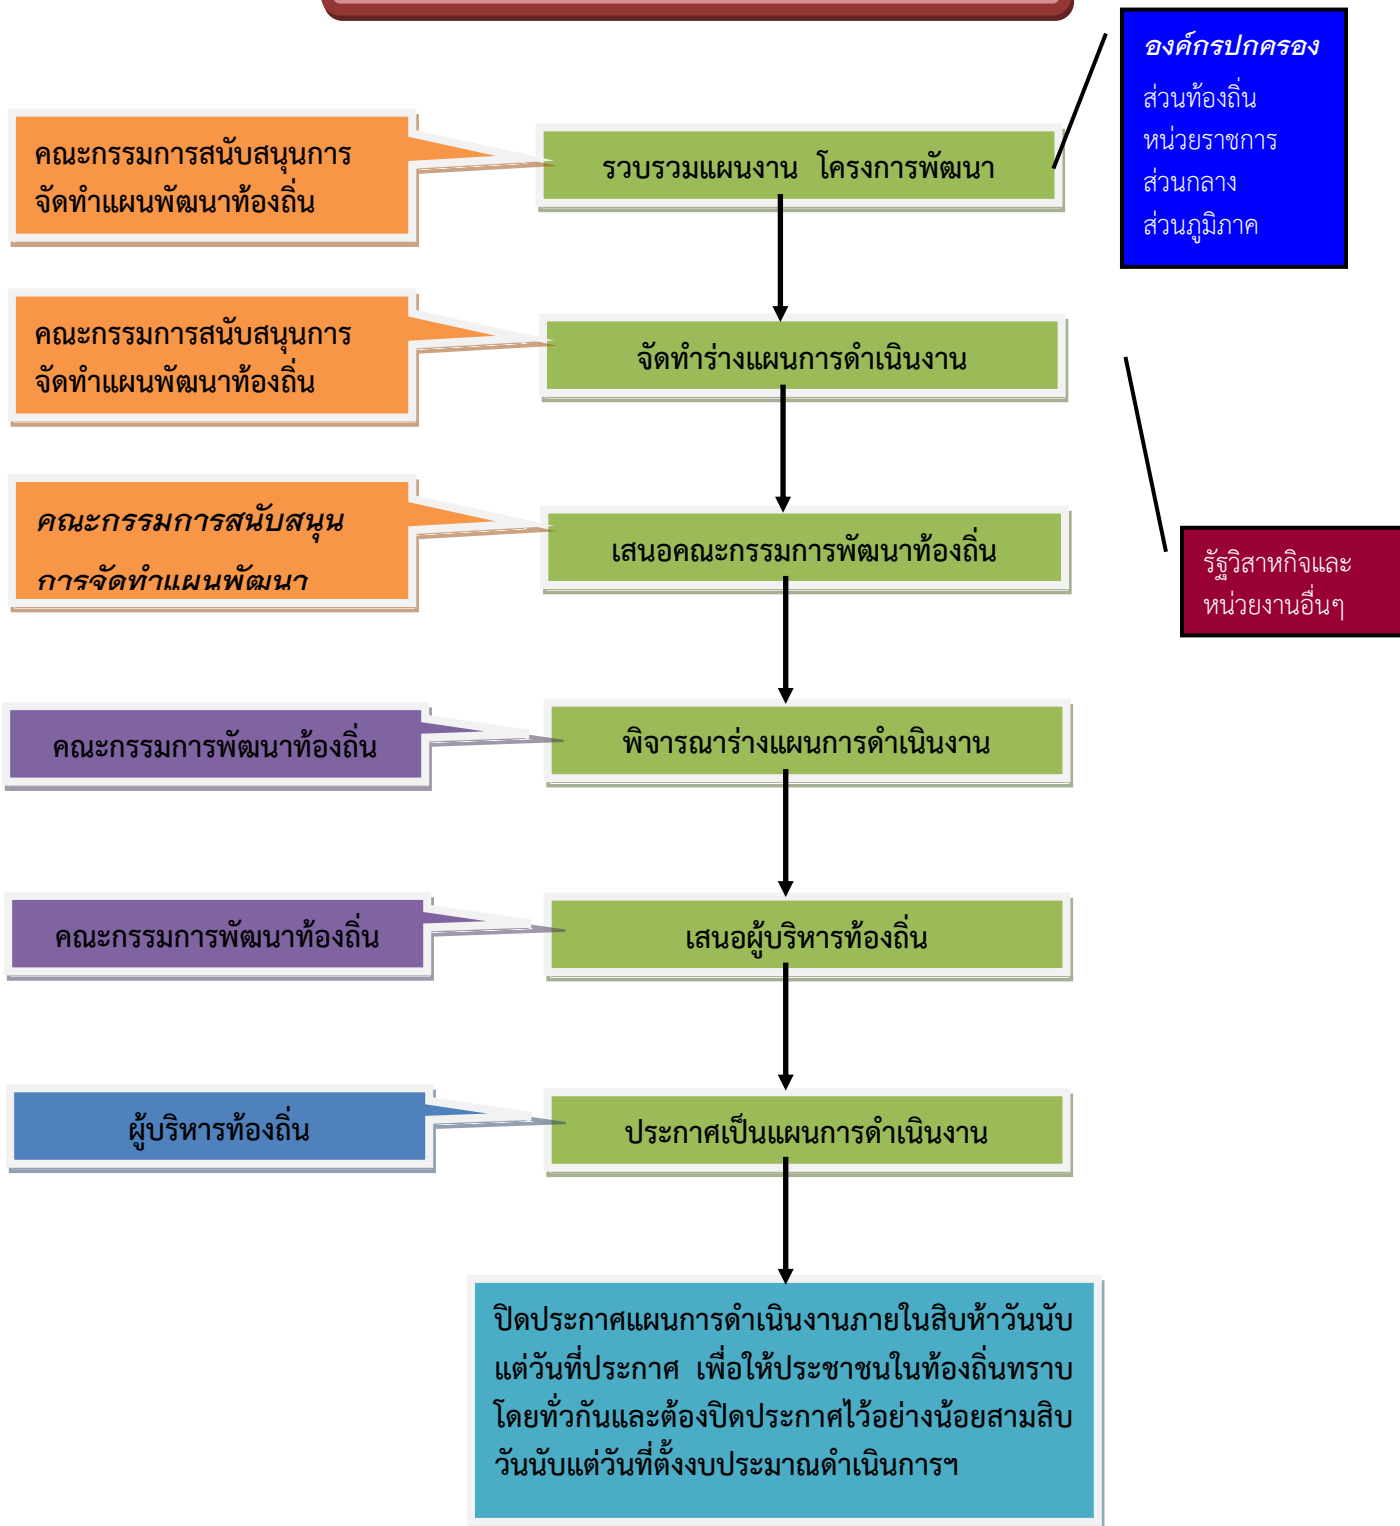 องค์กรปกครอง
ส่วนท้องถิ่น
หน่วยราชการ
ส่วนกลาง
ส่วนภูมิภาค
คณะกรรมการสนับสนุนการ
จัดทำแผนพัฒนาท้องถิ่น
รวบรวมแผนงาน โครงการพัฒนา
คณะกรรมการสนับสนุนการ
จัดทำแผนพัฒนาท้องถิ่น
จัดทำร่างแผนการดำเนินงาน
คณะกรรมการสนับสนุน
การจัดทำแผนพัฒนา
เสนอคณะกรรมการพัฒนาท้องถิ่น
รัฐวิสาหกิจและ
หน่วยงานอื่นๆ
คณะกรรมการพัฒนาท้องถิ่น
พิจารณาร่างแผนการดำเนินงาน
คณะกรรมการพัฒนาท้องถิ่น
เสนอผู้บริหารท้องถิ่น
ผู้บริหารท้องถิ่น
ประกาศเป็นแผนการดำเนินงาน
ปิดประกาศแผนการดำเนินงานภายในสิบห้าวันนับ
แต่วันที่ประกาศ เพื่อให้ประชาชนในท้องถิ่นทราบ
โดยทั่วกันและต้องปิดประกาศไว้อย่างน้อยสามสิบ
วันนับแต่วันที่ตั้งงบประมาณดำเนินการฯ